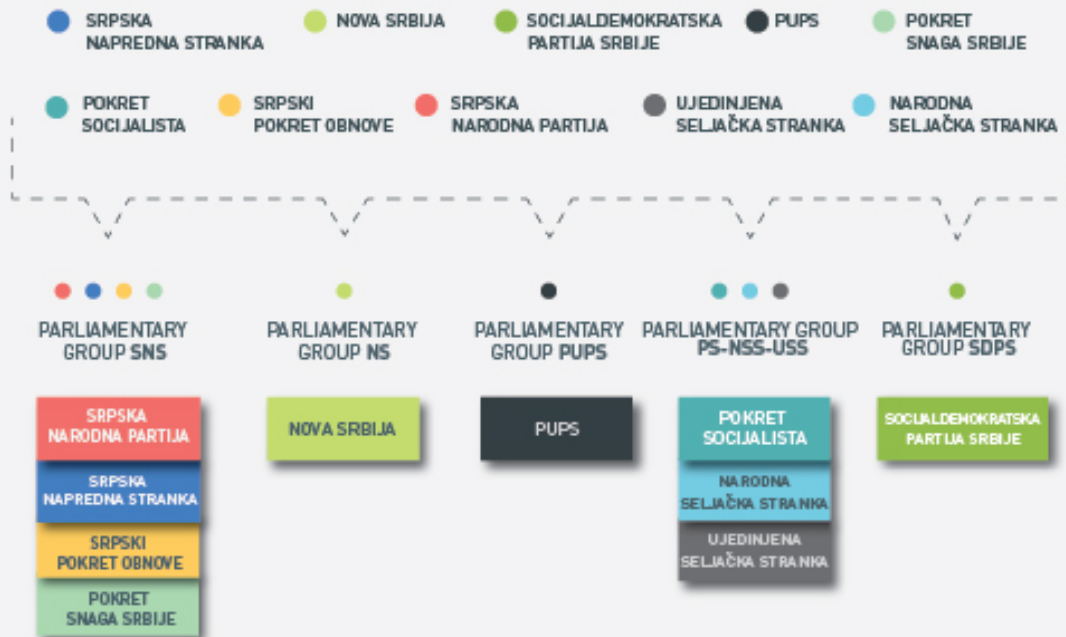 SRPSKA
NAPREDNA STRANKA
NOVA SRBIJA
SOCIJALDEMOKRATSKA
PARTIJA SRBIJE
PUPS
POKRET
SNAGA SRBIJE
POKRET
SOCIJALISTA
SRPSKI
POKRET OBNOVE
SRPSKA
NARODNA PARTIJA
UJEDINJENA
SELJAČKA STRANKA
NARODNA
SELJAČKA STRANKA
PARLIAMENTARY
GROUP SNS
PARLIAMENTARY
GROUP NS
PARLIAMENTARY
GROUP PUPS
PARLIAMENTARY GROUP
PS-NSS-USS
PARLIAMENTARY
GROUP SDPS
SRPSKA
NARODNA PARTIJA
SRPSKA
NAPREDNA STRANKA
SRPSKI
POKRET OBNOVE
POKRET
SNAGA SRBIJE
NOVA SRBIJA
PUPS
POKRET
SOCIJALISTA
NARODNA
SELJAČKA STRANKA
UJEDINJENA
SELJAČKA STRANKA
SOCIJALDEMOKRATSKA
PARTIJA SRBIJE